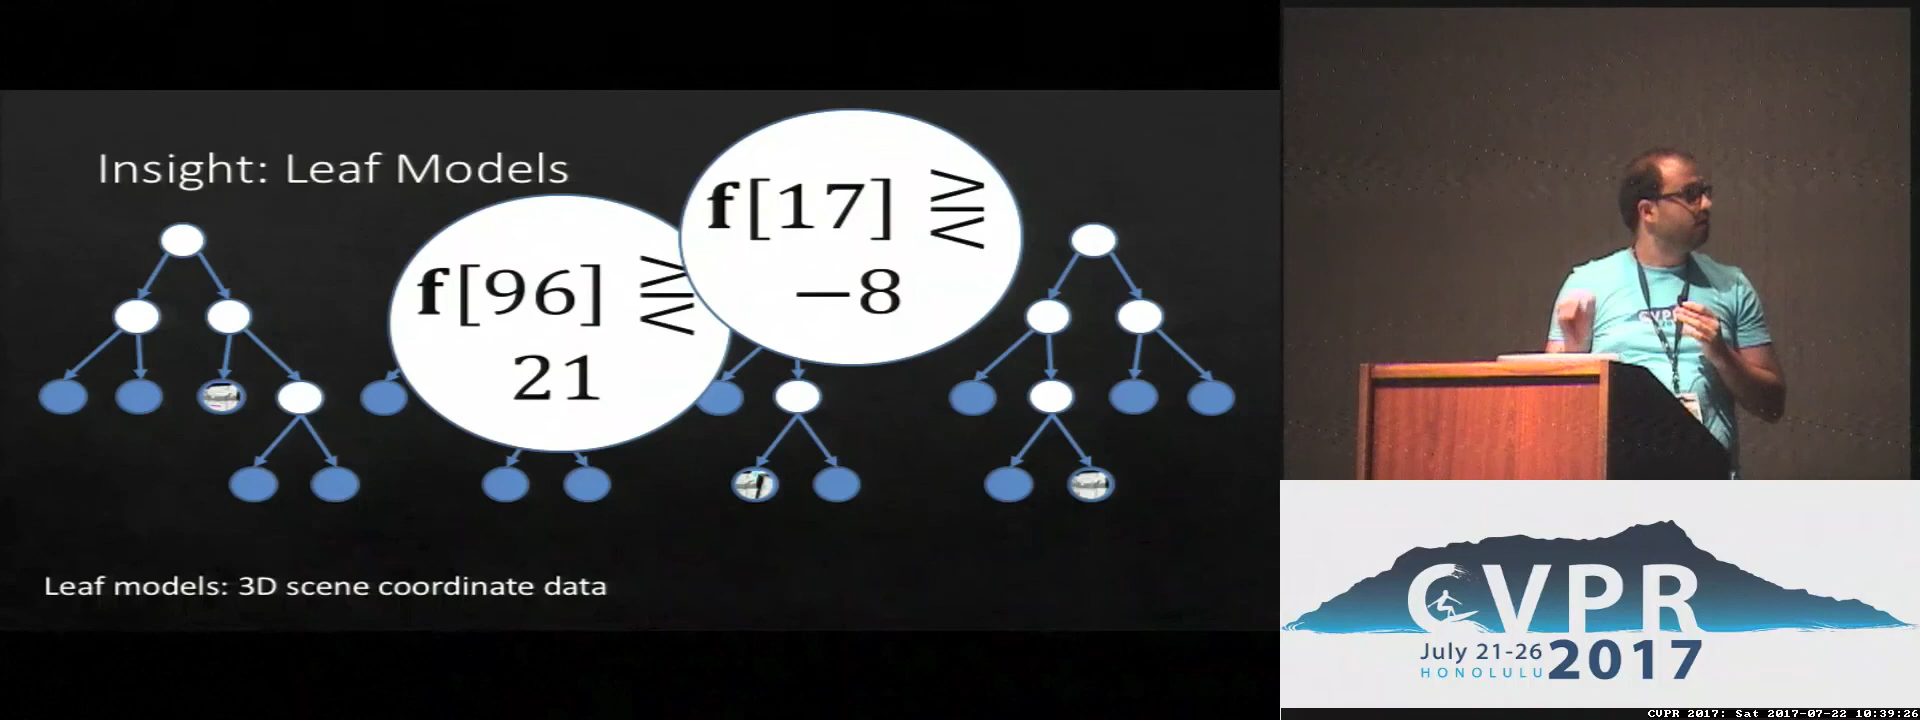 Insight: Leaf Models
f[17] ⋛
−8
f[96] ⋛
21
Leaf models: 3D scene coordinate data
CVPR
CVPR
July 21-26
HONOLULU
2017
CVPR 2017: Sat 2017-07-22 10:39:26